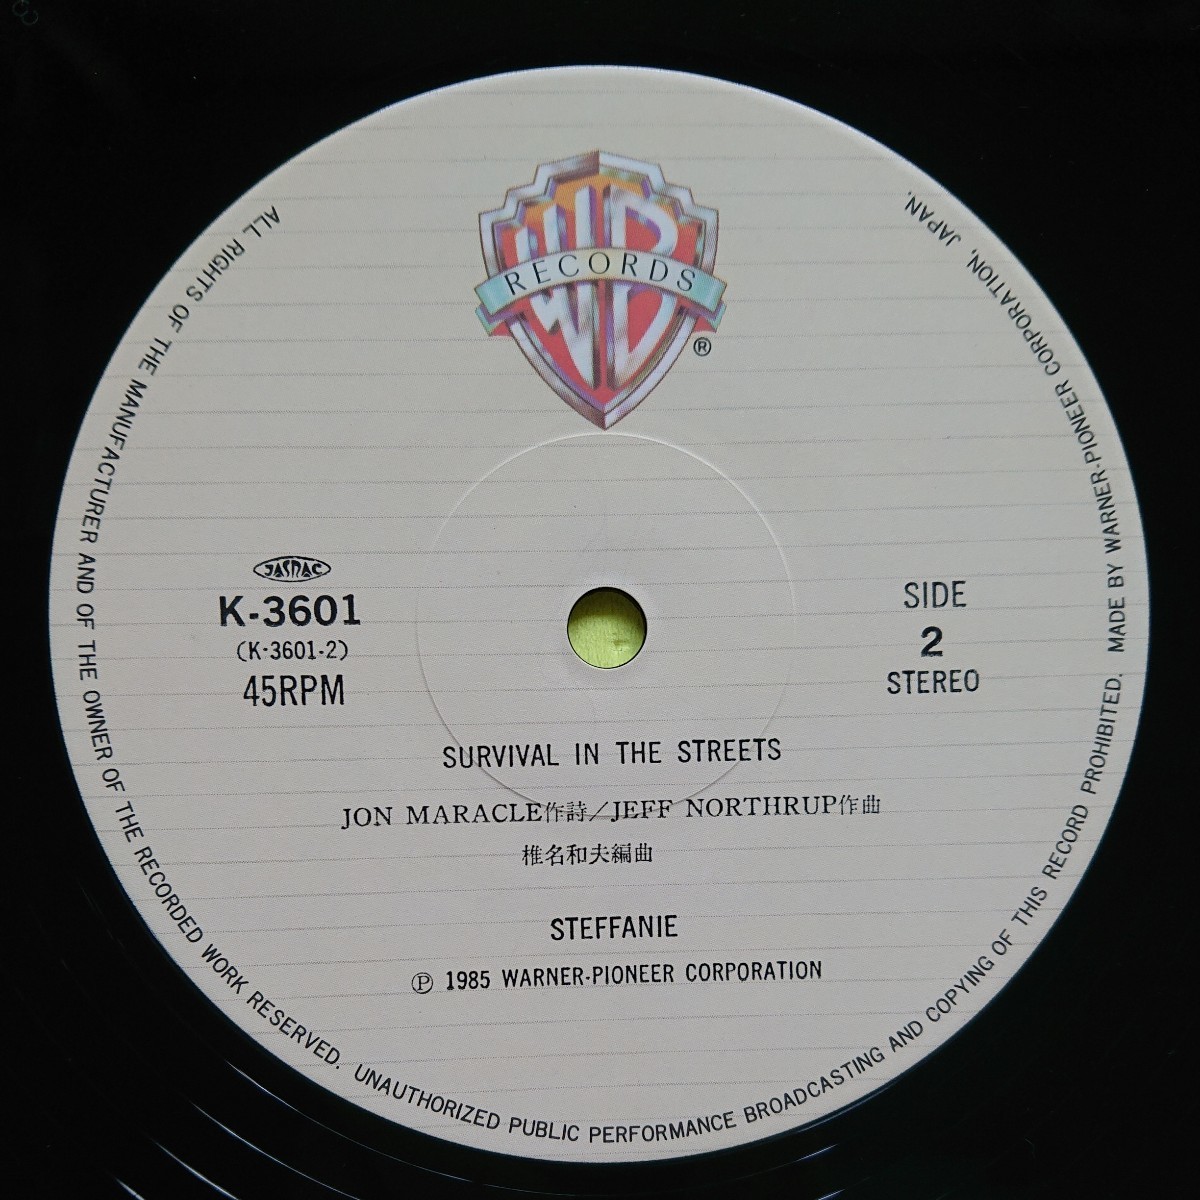 WB
RECORDS
®
JASRAC
K-3601
(K-3601-2)
45RPM
SIDE
2
STEREO
SURVIVAL IN THE STREETS
JON MARACLE作詩／JEFF NORTHRUP作曲
椎名和夫編曲
STEFFANIE
Ⓟ 1985 WARNER-PIONEER CORPORATION
ALL RIGHTS OF THE MANUFACTURER AND OF THE OWNER OF THE RECORDED WORK RESERVED. UNAUTHORIZED PUBLIC PERFORMANCE BROADCASTING AND COPYING OF THIS RECORD PROHIBITED. MADE BY WARNER-PIONEER CORPORATION, JAPAN.